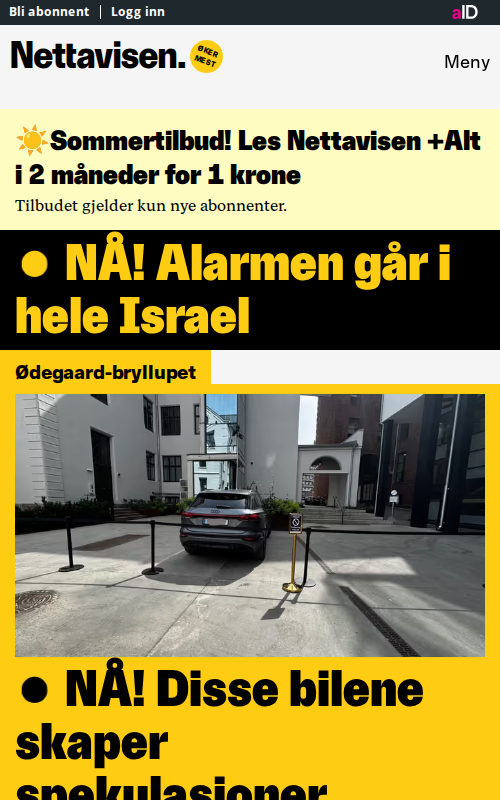 Bli abonnent | Logg inn
aID
Nettavisen.
ØKER
MEST
Meny
Sommertilbud! Les Nettavisen +Alt
i 2 måneder for 1 krone
Tilbudet gjelder kun nye abonnenter.
NÅ! Alarmen går i
hele Israel
Ødegaard-bryllupet
NÅ! Disse bilene
skaper
spekulasjoner